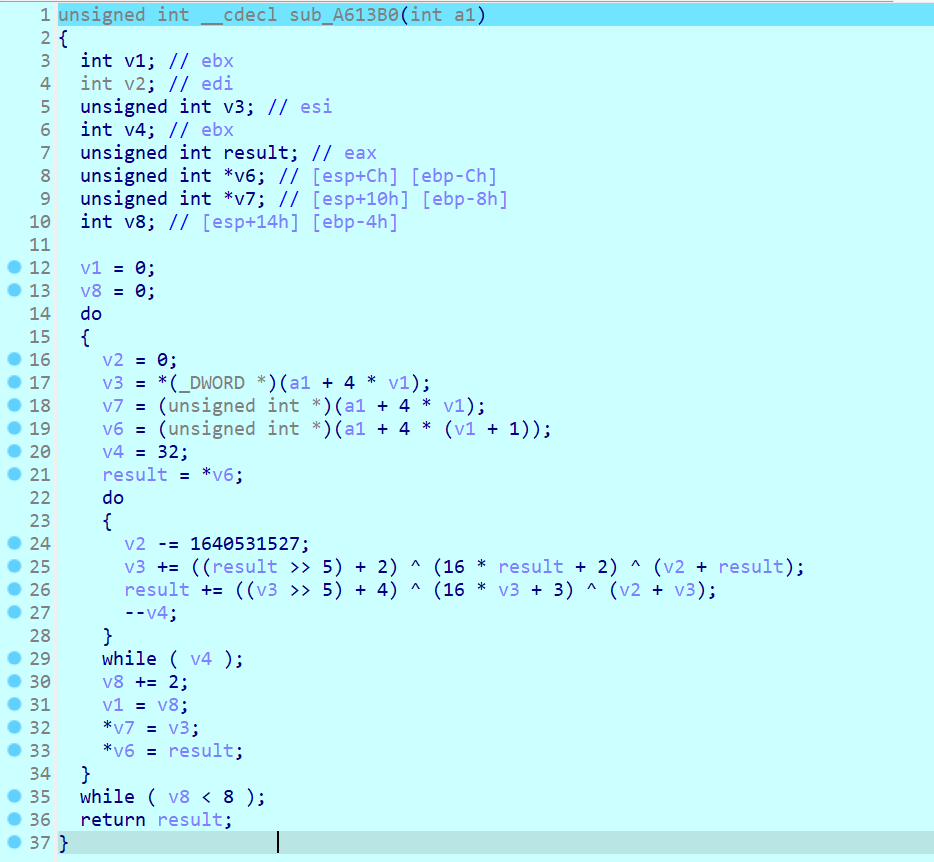 1 unsigned int __cdecl sub_A613B0(int a1)
2 {
3 int v1; // ebx
4 int v2; // edi
5 unsigned int v3; // esi
6 int v4; // ebx
7 unsigned int result; // eax
8 unsigned int *v6; // [esp+Ch] [ebp-Ch]
9 unsigned int *v7; // [esp+10h] [ebp-8h]
10 int v8; // [esp+14h] [ebp-4h]
11
12 v1 = 0;
13 v8 = 0;
14 do
15 {
16 v2 = 0;
17 v3 = *(_DWORD *)(a1 + 4 * v1);
18 v7 = (unsigned int *)(a1 + 4 * v1);
19 v6 = (unsigned int *)(a1 + 4 * (v1 + 1));
20 v4 = 32;
21 result = *v6;
22 do
23 {
24 v2 -= 1640531527;
25 v3 += ((result >> 5) + 2) ^ (16 * result + 2) ^ (v2 + result);
26 result += ((v3 >> 5) + 4) ^ (16 * v3 + 3) ^ (v2 + v3);
27 --v4;
28 }
29 while ( v4 );
30 v8 += 2;
31 v1 = v8;
32 *v7 = v3;
33 *v6 = result;
34 }
35 while ( v8 < 8 );
36 return result;
37 }